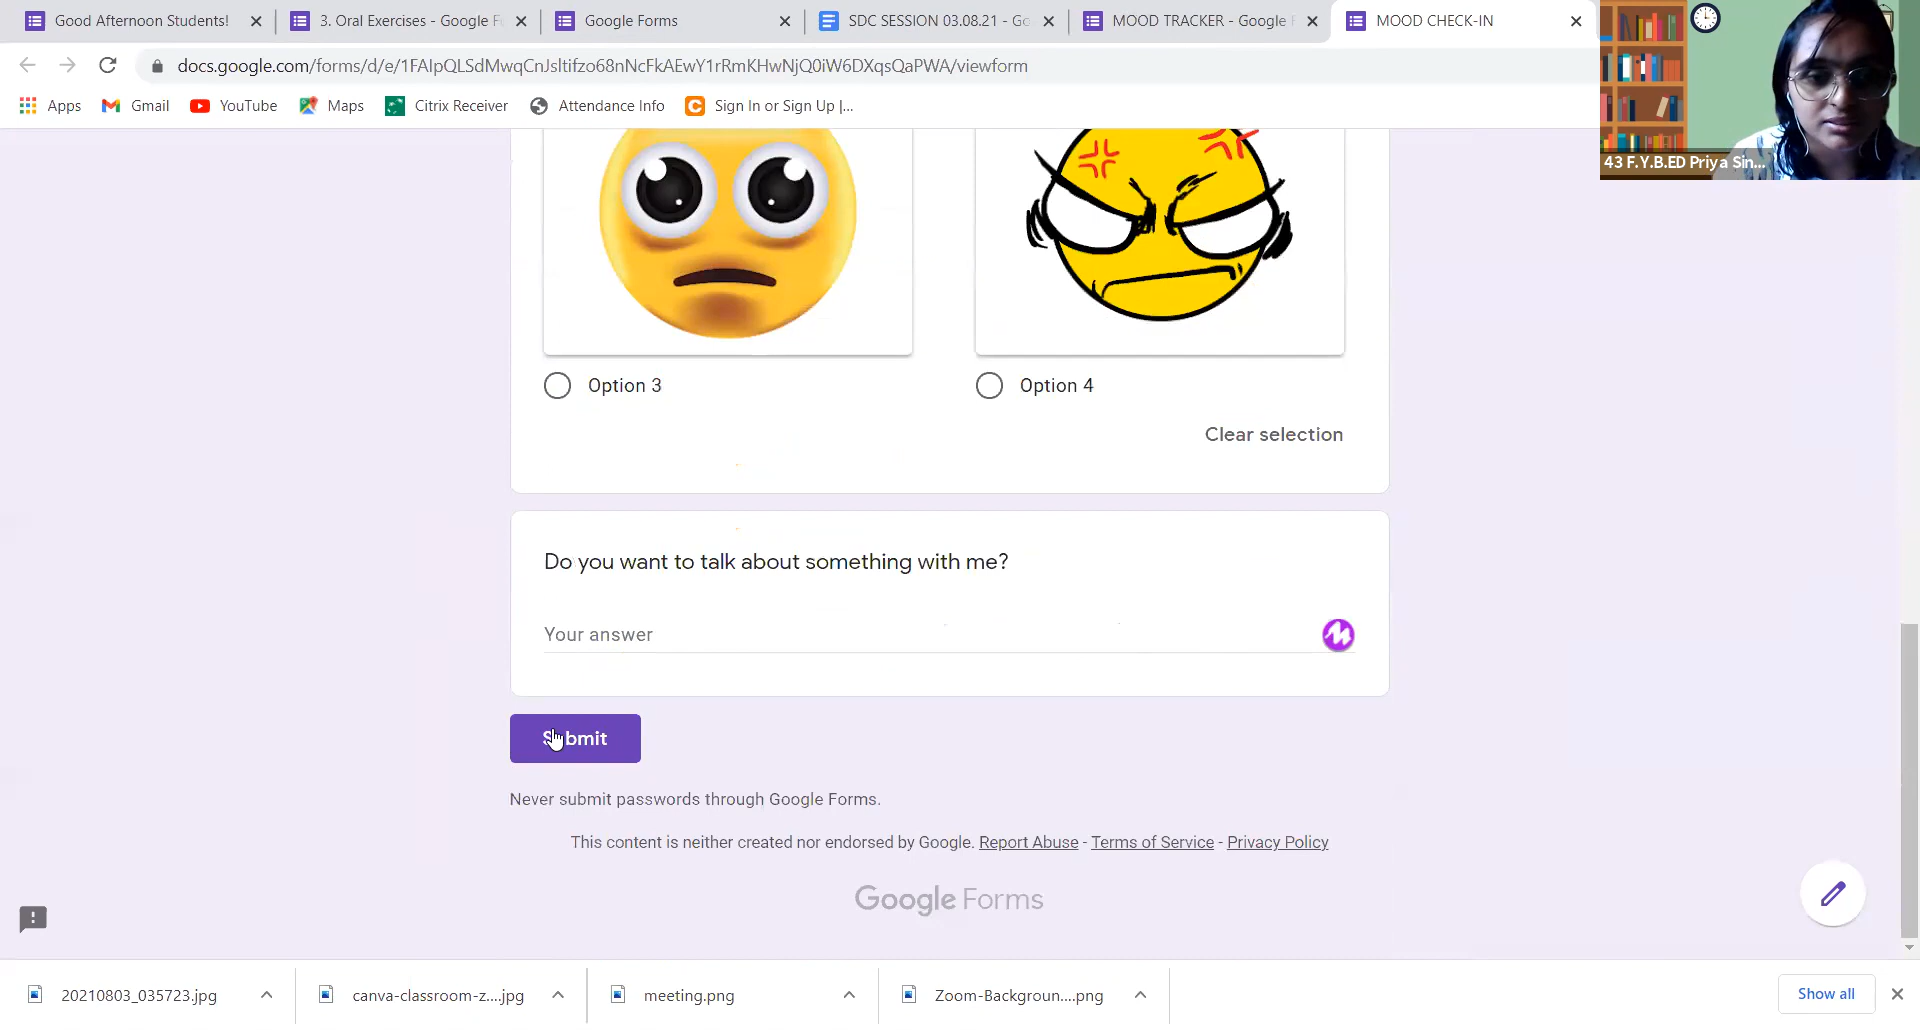 Good Afternoon Students!
3. Oral Exercises - Google Fu
Google Forms
SDC SESSION 03.08.21 - Go
MOOD TRACKER - Google F
MOOD CHECK-IN
docs.google.com/forms/d/e/1FAIpQLSdMwqCnJsltifzo68nNcFkAEwY1rRmKHwNjQ0iW6DXqsQaPWA/viewform
Apps
Gmail
YouTube
Maps
Citrix Receiver
Attendance Info
Sign In or Sign Up |...
43 F.Y.B.ED Priya Sin...
Option 3
Option 4
Clear selection
Do you want to talk about something with me?
Your answer
Submit
Never submit passwords through Google Forms.
This content is neither created nor endorsed by Google. Report Abuse - Terms of Service - Privacy Policy
Google Forms
20210803_035723.jpg
canva-classroom-z....jpg
meeting.png
Zoom-Backgroun....png
Show all